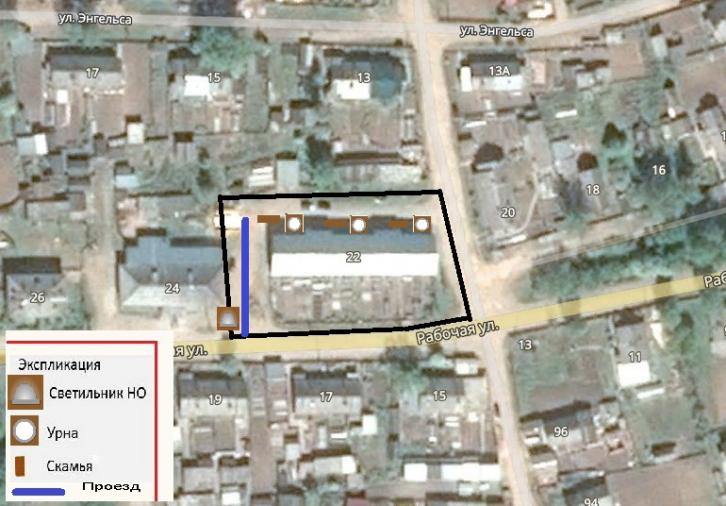 ул. Энгельса
ул. Энгельса
17
15
13
13А
16
18
20
22
24
26
Раб
Рабочая ул.
я ул.
13
11
19
17
15
96
94
Экспликация
Светильник НО
Урна
Скамья
Проезд